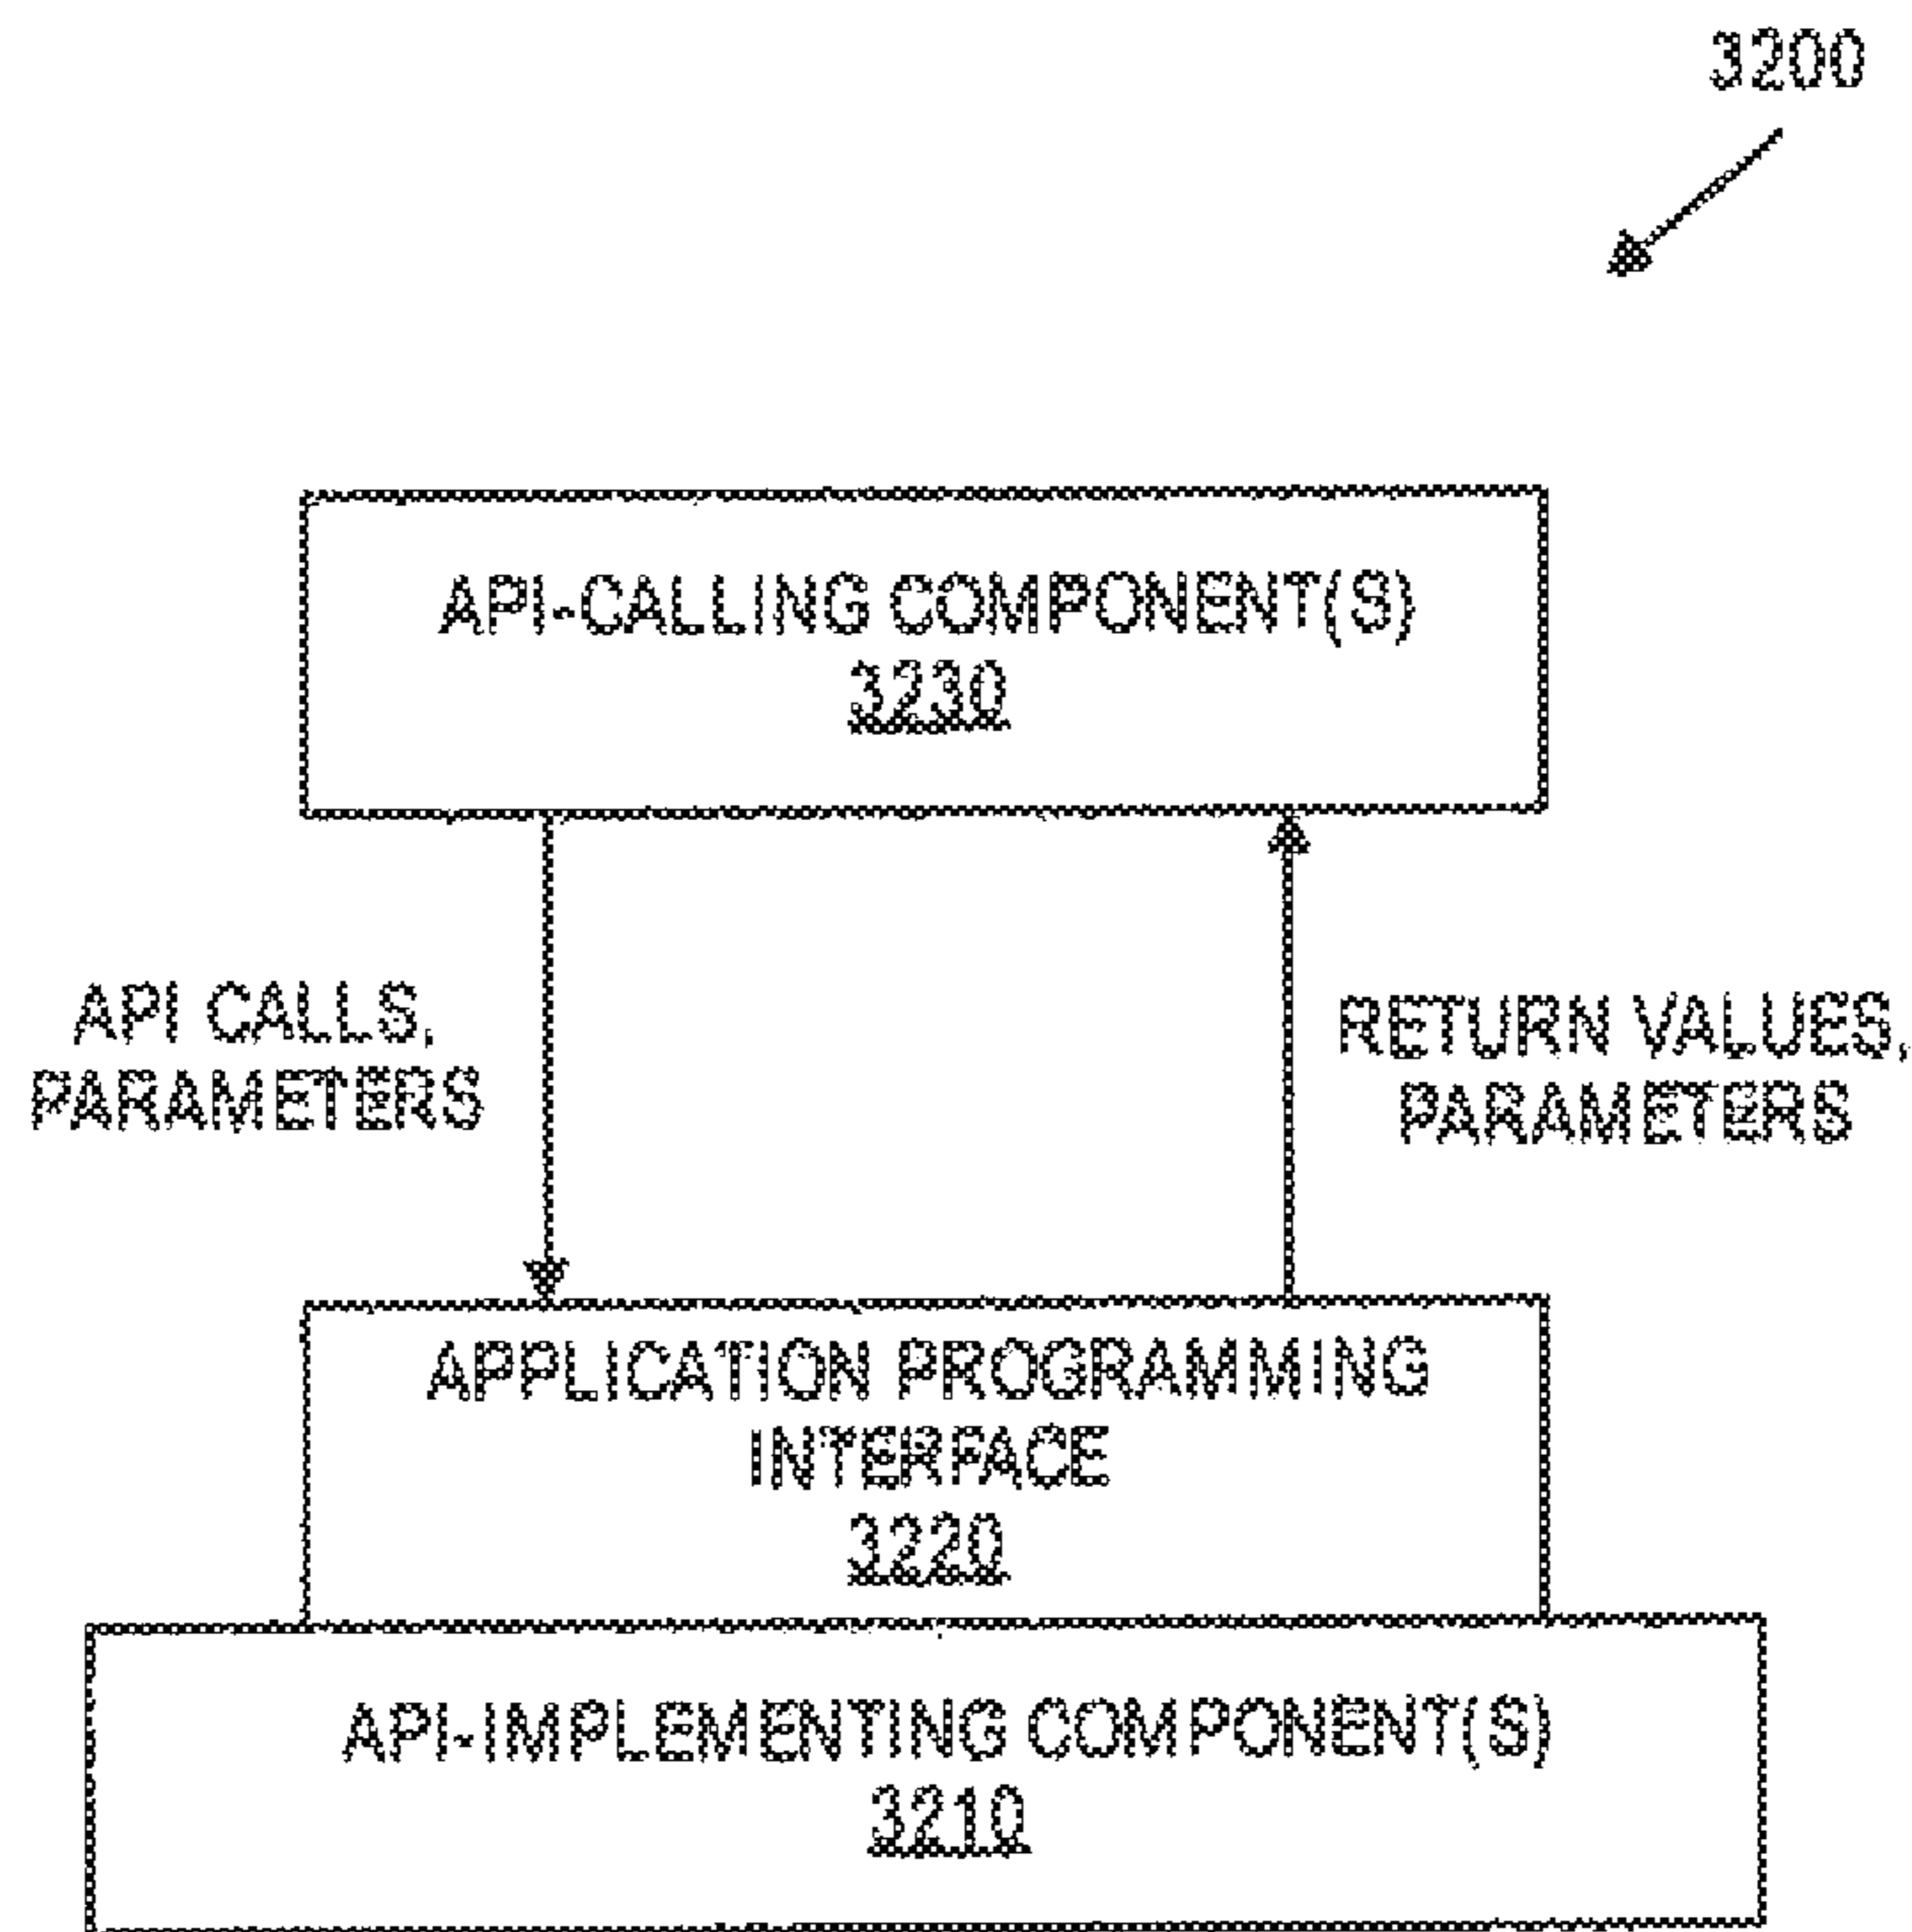 3200
API-CALLING COMPONENT(S)
3230
API CALLS,
PARAMETERS
RETURN VALUES,
PARAMETERS
APPLICATION PROGRAMMING
INTERFACE
3220
API-IMPLEMENTING COMPONENT(S)
3210